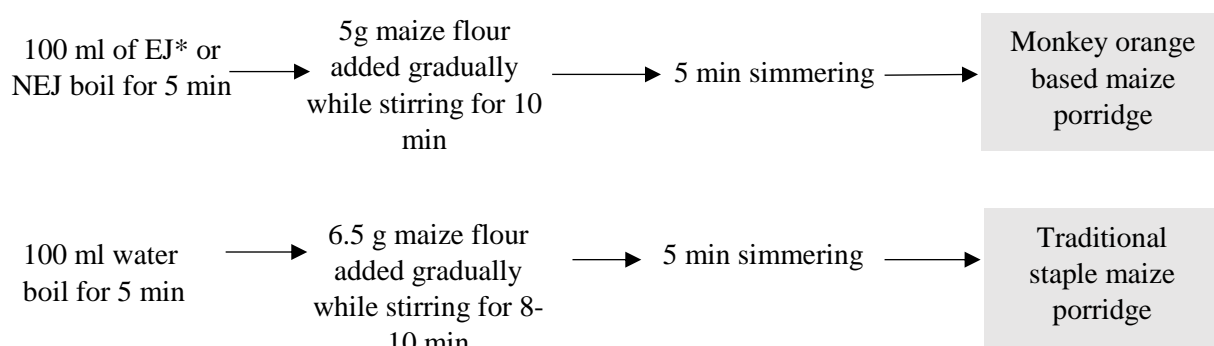 100 ml of EJ* or
NEJ boil for 5 min
5g maize flour
added gradually
while stirring for 10
min
5 min simmering
Monkey orange
based maize
porridge
100 ml water
boil for 5 min
6.5 g maize flour
added gradually
while stirring for 8-
10 min
5 min simmering
Traditional
staple maize
porridge